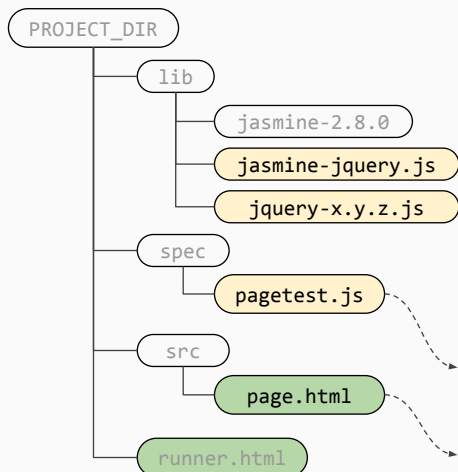 PROJECT_DIR
lib
jasmine-2.8.0
jasmine-jquery.js
jquery-x.y.z.js
spec
pagetest.js
src
page.html
runner.html